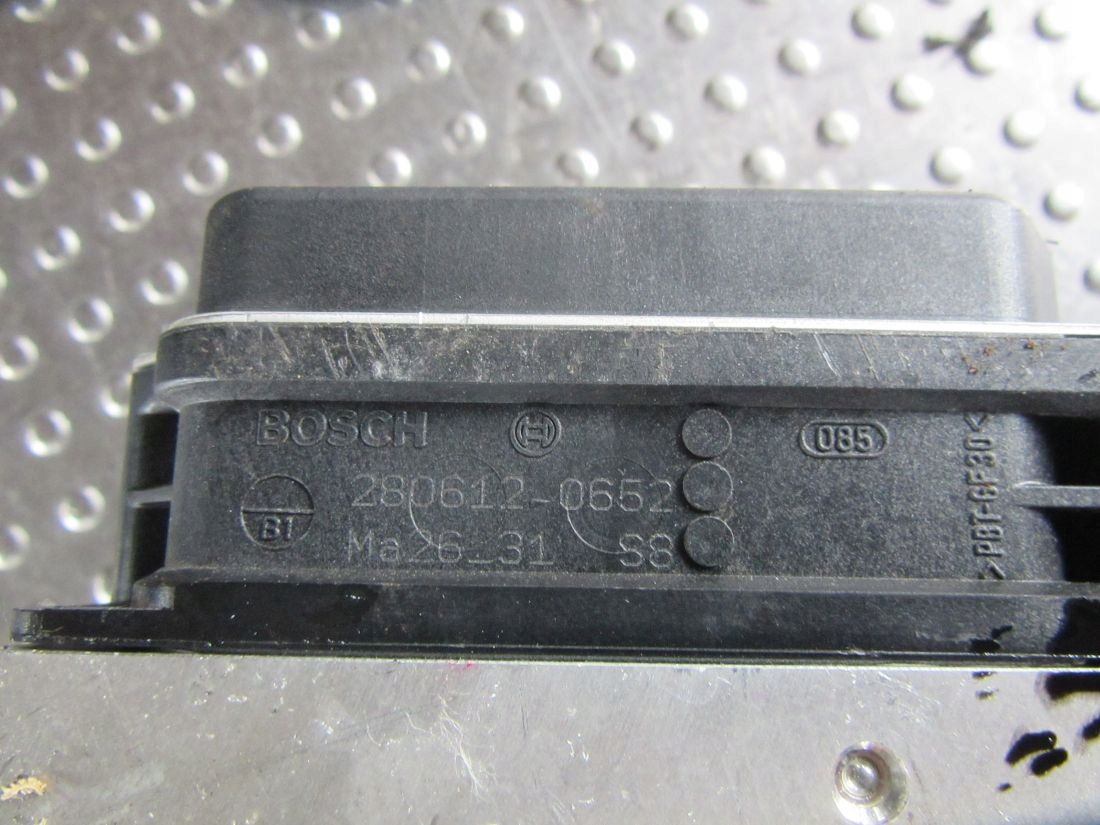 BOSCH
085
280612-0652
B1
Ma26_31 S8
>PBT-GF30<